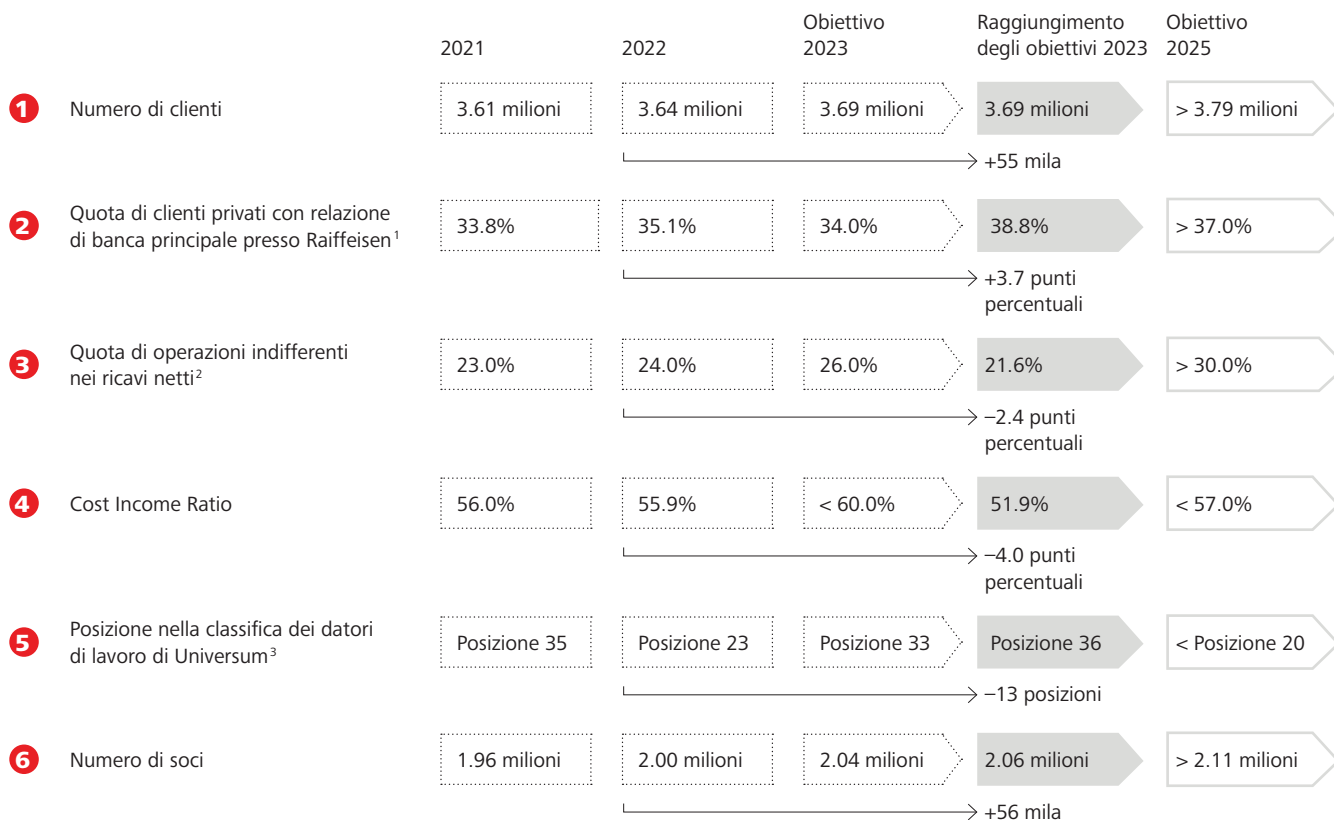 2021
2022
Obiettivo
2023
Raggiungimento
degli obiettivi 2023
Obiettivo
2025
1
Numero di clienti
3.61 milioni
3.64 milioni
3.69 milioni
3.69 milioni
> 3.79 milioni
+55 mila
2
Quota di clienti privati con relazione
di banca principale presso Raiffeisen¹
33.8%
35.1%
34.0%
38.8%
> 37.0%
+3.7 punti
percentuali
3
Quota di operazioni indifferenti
nei ricavi netti²
23.0%
24.0%
26.0%
21.6%
> 30.0%
−2.4 punti
percentuali
4
Cost Income Ratio
56.0%
55.9%
< 60.0%
51.9%
< 57.0%
−4.0 punti
percentuali
5
Posizione nella classifica dei datori
di lavoro di Universum³
Posizione 35
Posizione 23
Posizione 33
Posizione 36
< Posizione 20
−13 posizioni
6
Numero di soci
1.96 milioni
2.00 milioni
2.04 milioni
2.06 milioni
> 2.11 milioni
+56 mila